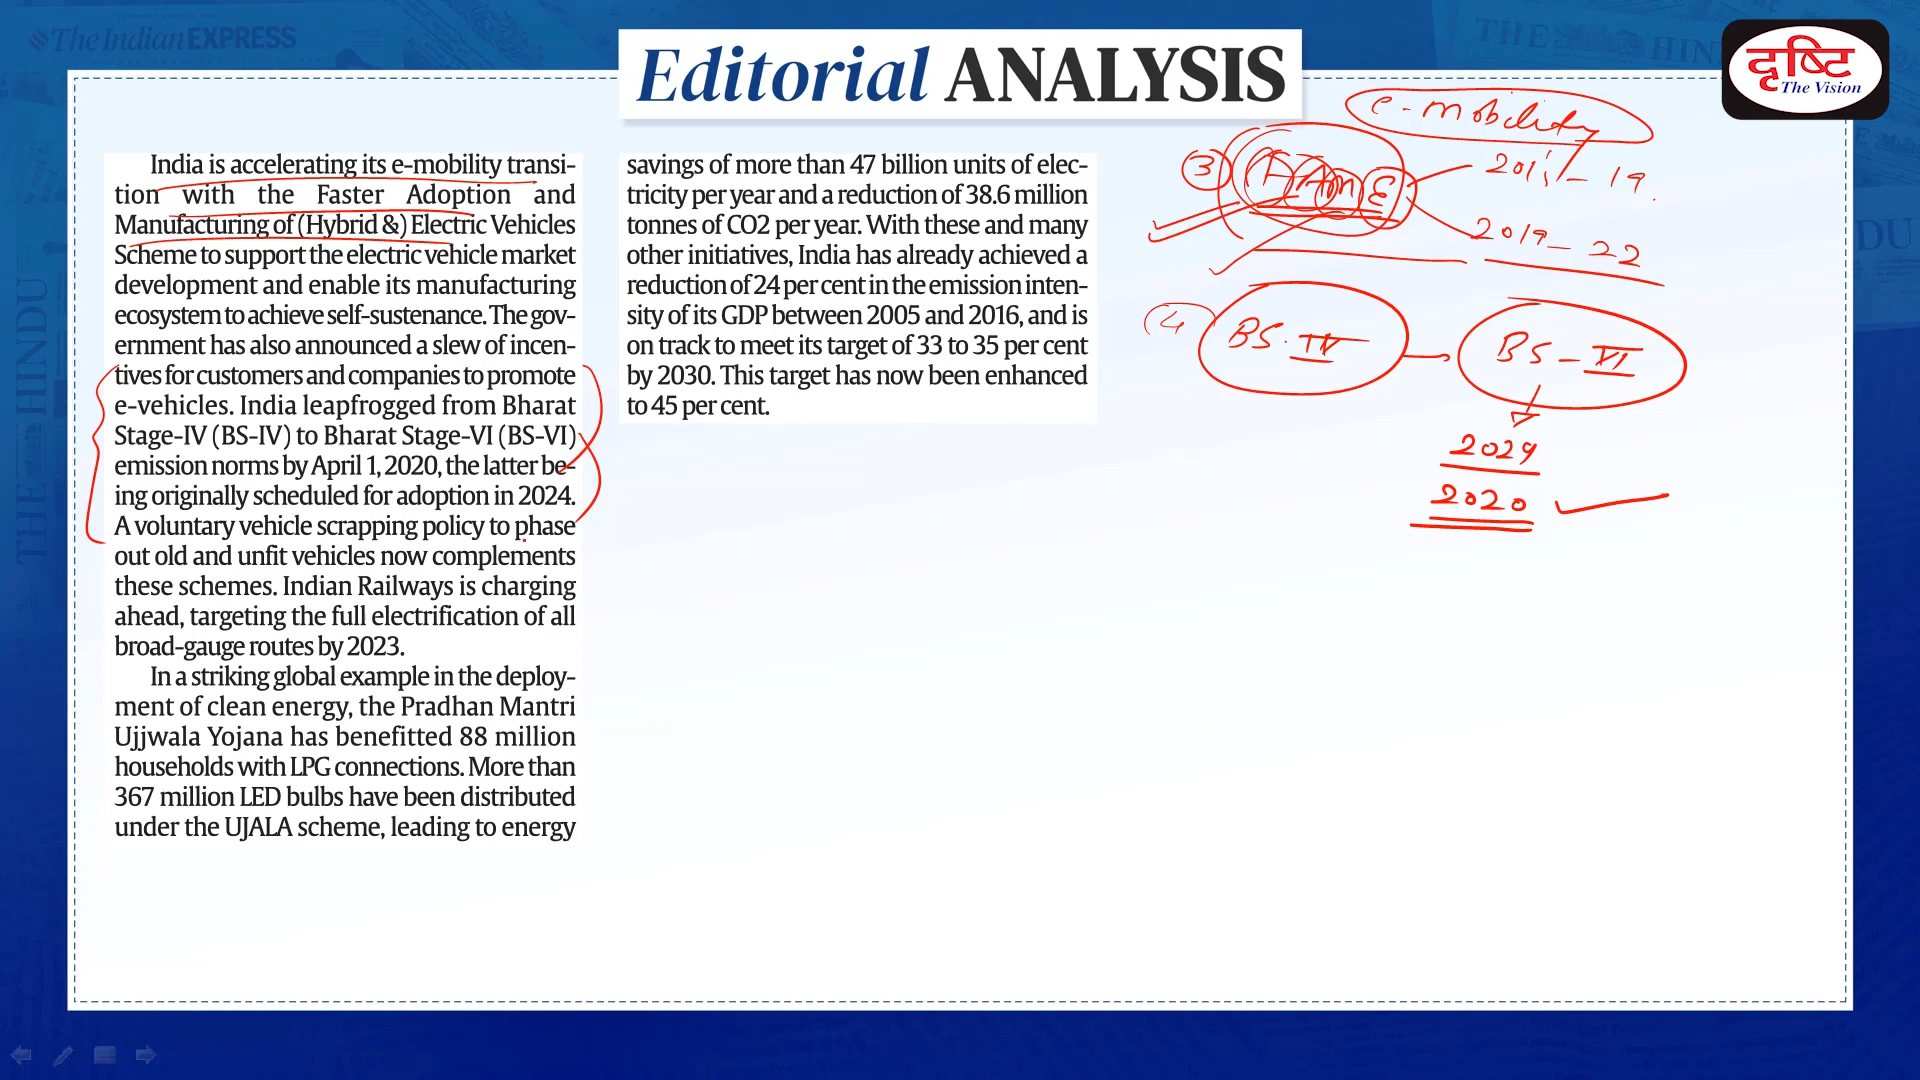 The Indian EXPRESS
Editorial ANALYSIS
THE HINDU
दृष्टि
The Vision
THE HINDU
India is accelerating its e-mobility transi-
tion with the Faster Adoption and
Manufacturing of (Hybrid &) Electric Vehicles
Scheme to support the electric vehicle market
development and enable its manufacturing
ecosystem to achieve self-sustenance. The gov-
ernment has also announced a slew of incen-
tives for customers and companies to promote
e-vehicles. India leapfrogged from Bharat
Stage-IV (BS-IV) to Bharat Stage-VI (BS-VI)
emission norms by April 1, 2020, the latter be-
ing originally scheduled for adoption in 2024.
A voluntary vehicle scrapping policy to phase
out old and unfit vehicles now complements
these schemes. Indian Railways is charging
ahead, targeting the full electrification of all
broad-gauge routes by 2023.
In a striking global example in the deploy-
ment of clean energy, the Pradhan Mantri
Ujjwala Yojana has benefitted 88 million
households with LPG connections. More than
367 million LED bulbs have been distributed
under the UJALA scheme, leading to energy
savings of more than 47 billion units of elec-
tricity per year and a reduction of 38.6 million
tonnes of CO2 per year. With these and many
other initiatives, India has already achieved a
reduction of 24 per cent in the emission inten-
sity of its GDP between 2005 and 2016, and is
on track to meet its target of 33 to 35 per cent
by 2030. This target has now been enhanced
to 45 per cent.
e-mobility
3 FAME
19
2019-22
4 BS-IV
BS-VI
2024
2020